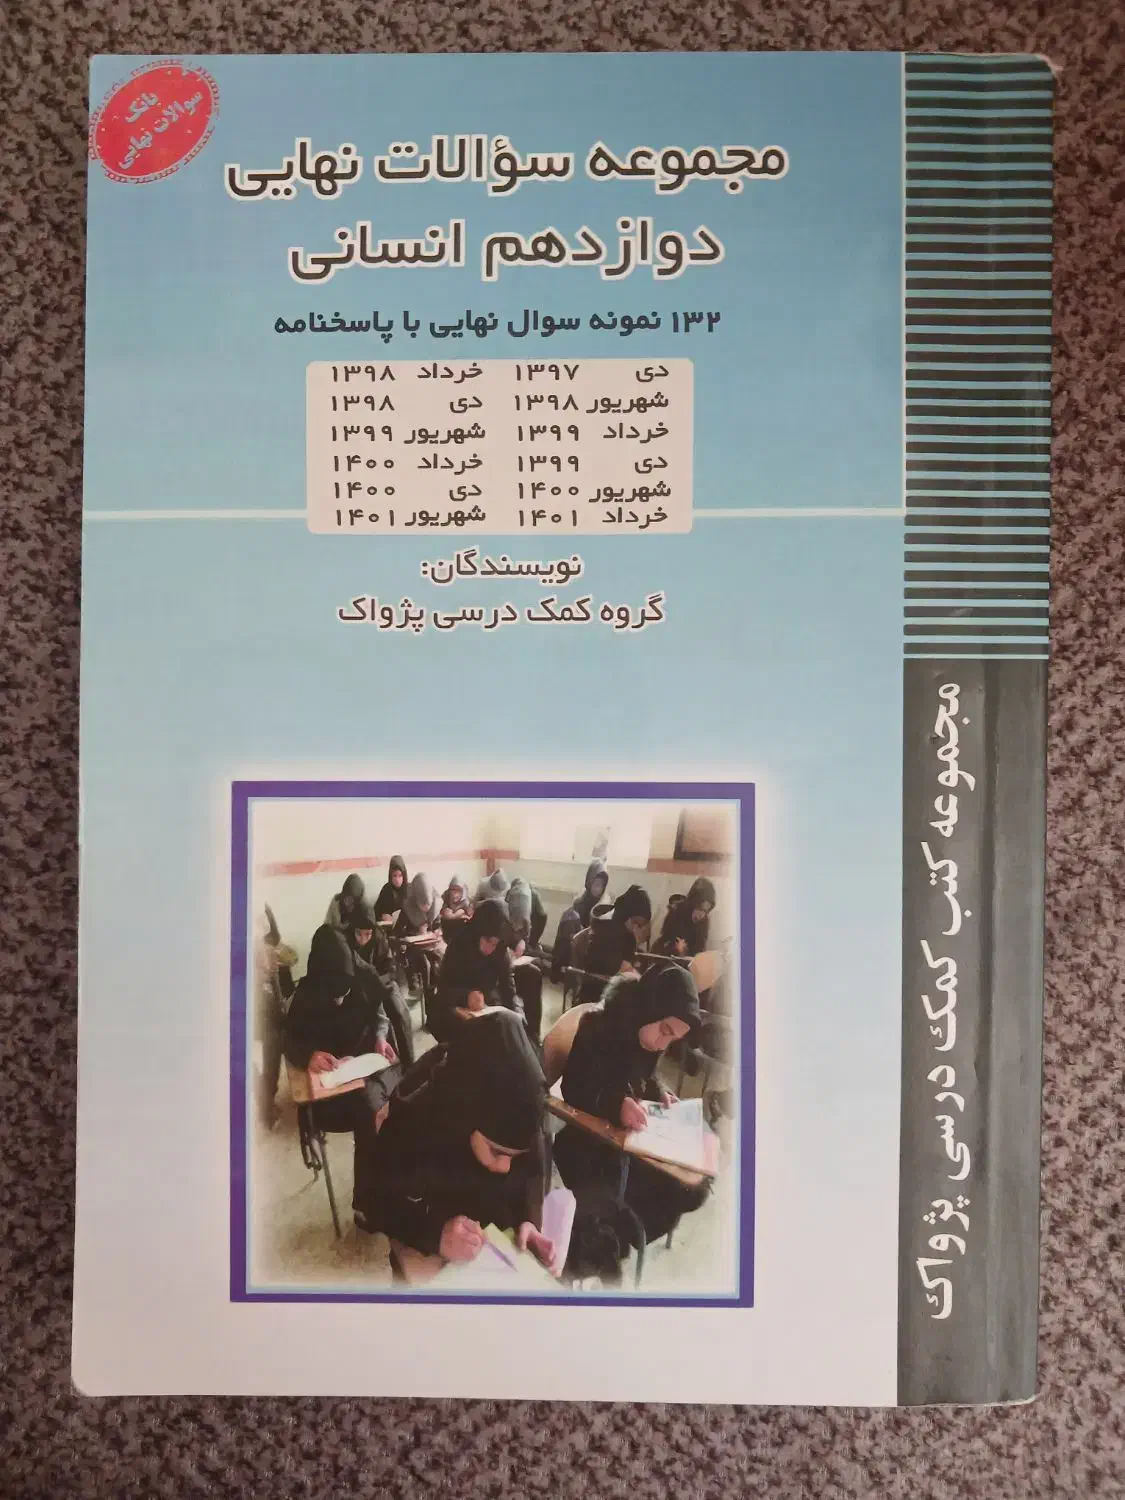 بانک
سوالات نهایی
مجموعه سؤالات نهایی
دوازدهم انسانی
۱۳۲ نمونه سوال نهایی با پاسخنامه
دی ۱۳۹۷ خرداد ۱۳۹۸
شهریور ۱۳۹۸ دی ۱۳۹۸
خرداد ۱۳۹۹ شهریور ۱۳۹۹
دی ۱۳۹۹ خرداد ۱۴۰۰
شهریور ۱۴۰۰ دی ۱۴۰۰
خرداد ۱۴۰۱ شهریور ۱۴۰۱
نویسندگان:
گروه کمک درسی پژواک
مجموعه کتب کمک درسی پژواک